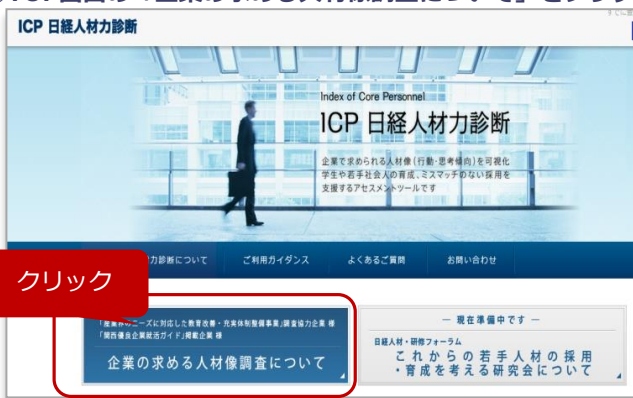 ICP 日経人材力診断
Index of Core Personnel
ICP 日経人材力診断
企業で求められる人材像(行動・思考傾向)を可視化
学生や若手社会人の育成、ミスマッチのない採用を
支援するアセスメントツールです
力診断について ご利用ガイダンス よくあるご質問 お問い合わせ
クリック
「産業界のニーズに対応した教育改善・充実体制整備事業」調査協力企業 様
「関西優良企業就活ガイド」掲載企業 様
企業の求める人材像調査について
― 現在準備中です ―
日経人材・研修フォーラム
これからの若手人材の採用
・育成を考える研究会について